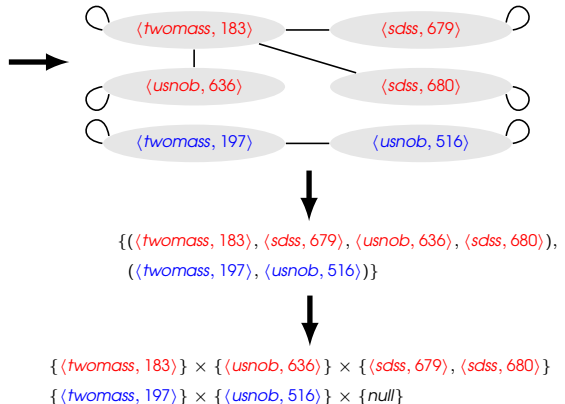 ⟨twomass, 183⟩ ⟨sdss, 679⟩
⟨usnob, 636⟩ ⟨sdss, 680⟩
⟨twomass, 197⟩ ⟨usnob, 516⟩
{(⟨twomass, 183⟩, ⟨sdss, 679⟩, ⟨usnob, 636⟩, ⟨sdss, 680⟩),
(⟨twomass, 197⟩, ⟨usnob, 516⟩)}
{⟨twomass, 183⟩} × {⟨usnob, 636⟩} × {⟨sdss, 679⟩, ⟨sdss, 680⟩}
{⟨twomass, 197⟩} × {⟨usnob, 516⟩} × {null}